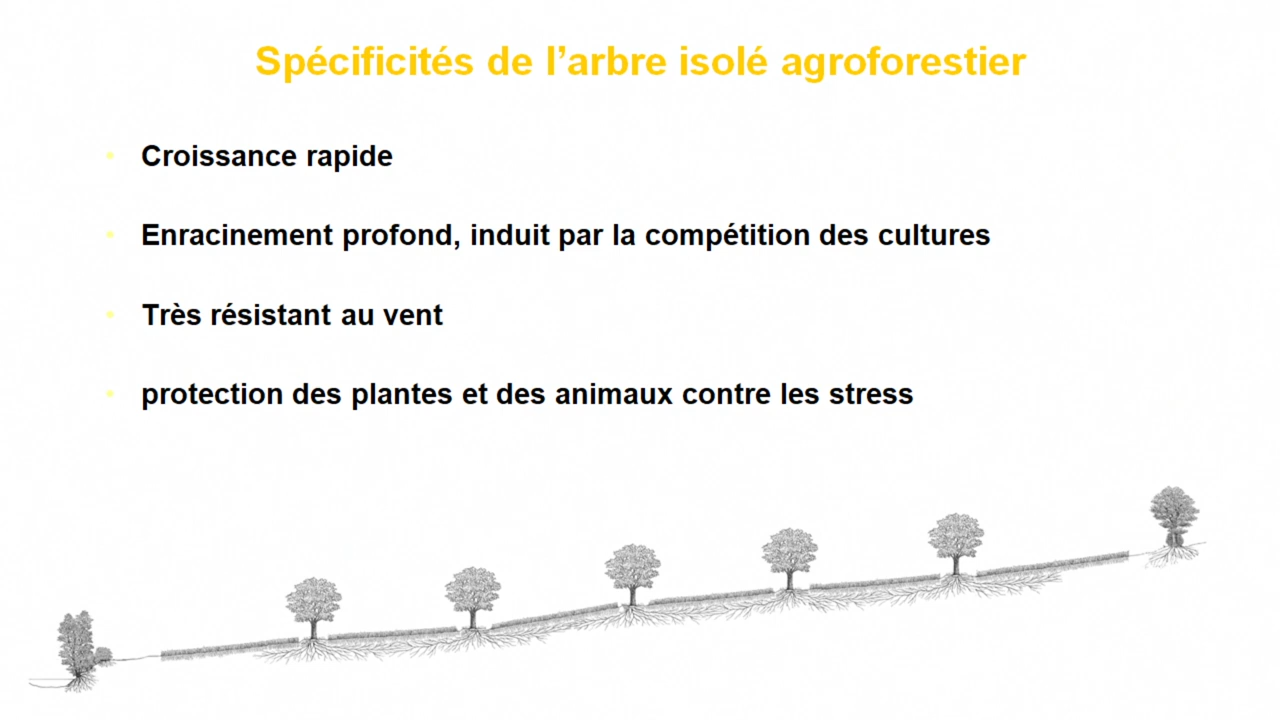 Spécificités de l’arbre isolé agroforestier
• Croissance rapide
• Enracinement profond, induit par la compétition des cultures
• Très résistant au vent
• protection des plantes et des animaux contre les stress